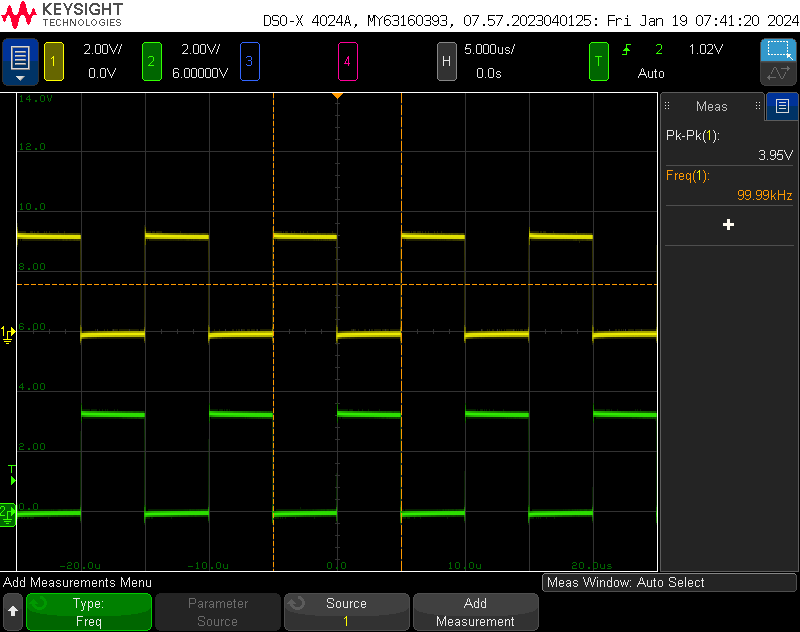 KEYSIGHT
TECHNOLOGIES
DSO-X 4024A, MY63160393, 07.57.2023040125: Fri Jan 19 07:41:20 2024
1 2.00V/ 2 2.00V/ 3 4 H 5.000us/ T 2 1.02V
0.0V 6.00000V 0.0s Auto
14.0V
12.0
10.0
8.00
6.00
4.00
2.00
0.0
1
T
2
-20.0u -10.0u 0.0 10.0u 20.0us
Meas
Pk-Pk(1):
3.95V
Freq(1):
99.99kHz
+
Add Measurements Menu
Meas Window: Auto Select
Type:
Freq
Parameter
Source
Source
1
Add
Measurement